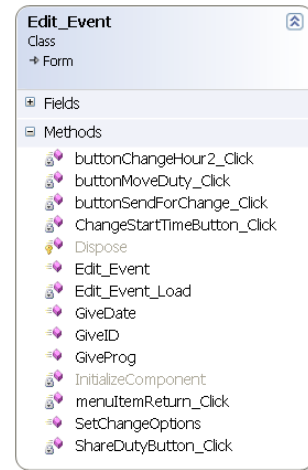 Edit_Event
Class
Form
Fields
Methods
buttonChangeHour2_Click
buttonMoveDuty_Click
buttonSendForChange_Click
ChangeStartTimeButton_Click
Dispose
Edit_Event
Edit_Event_Load
GiveDate
GiveID
GiveProg
InitializeComponent
menuItemReturn_Click
SetChangeOptions
ShareDutyButton_Click